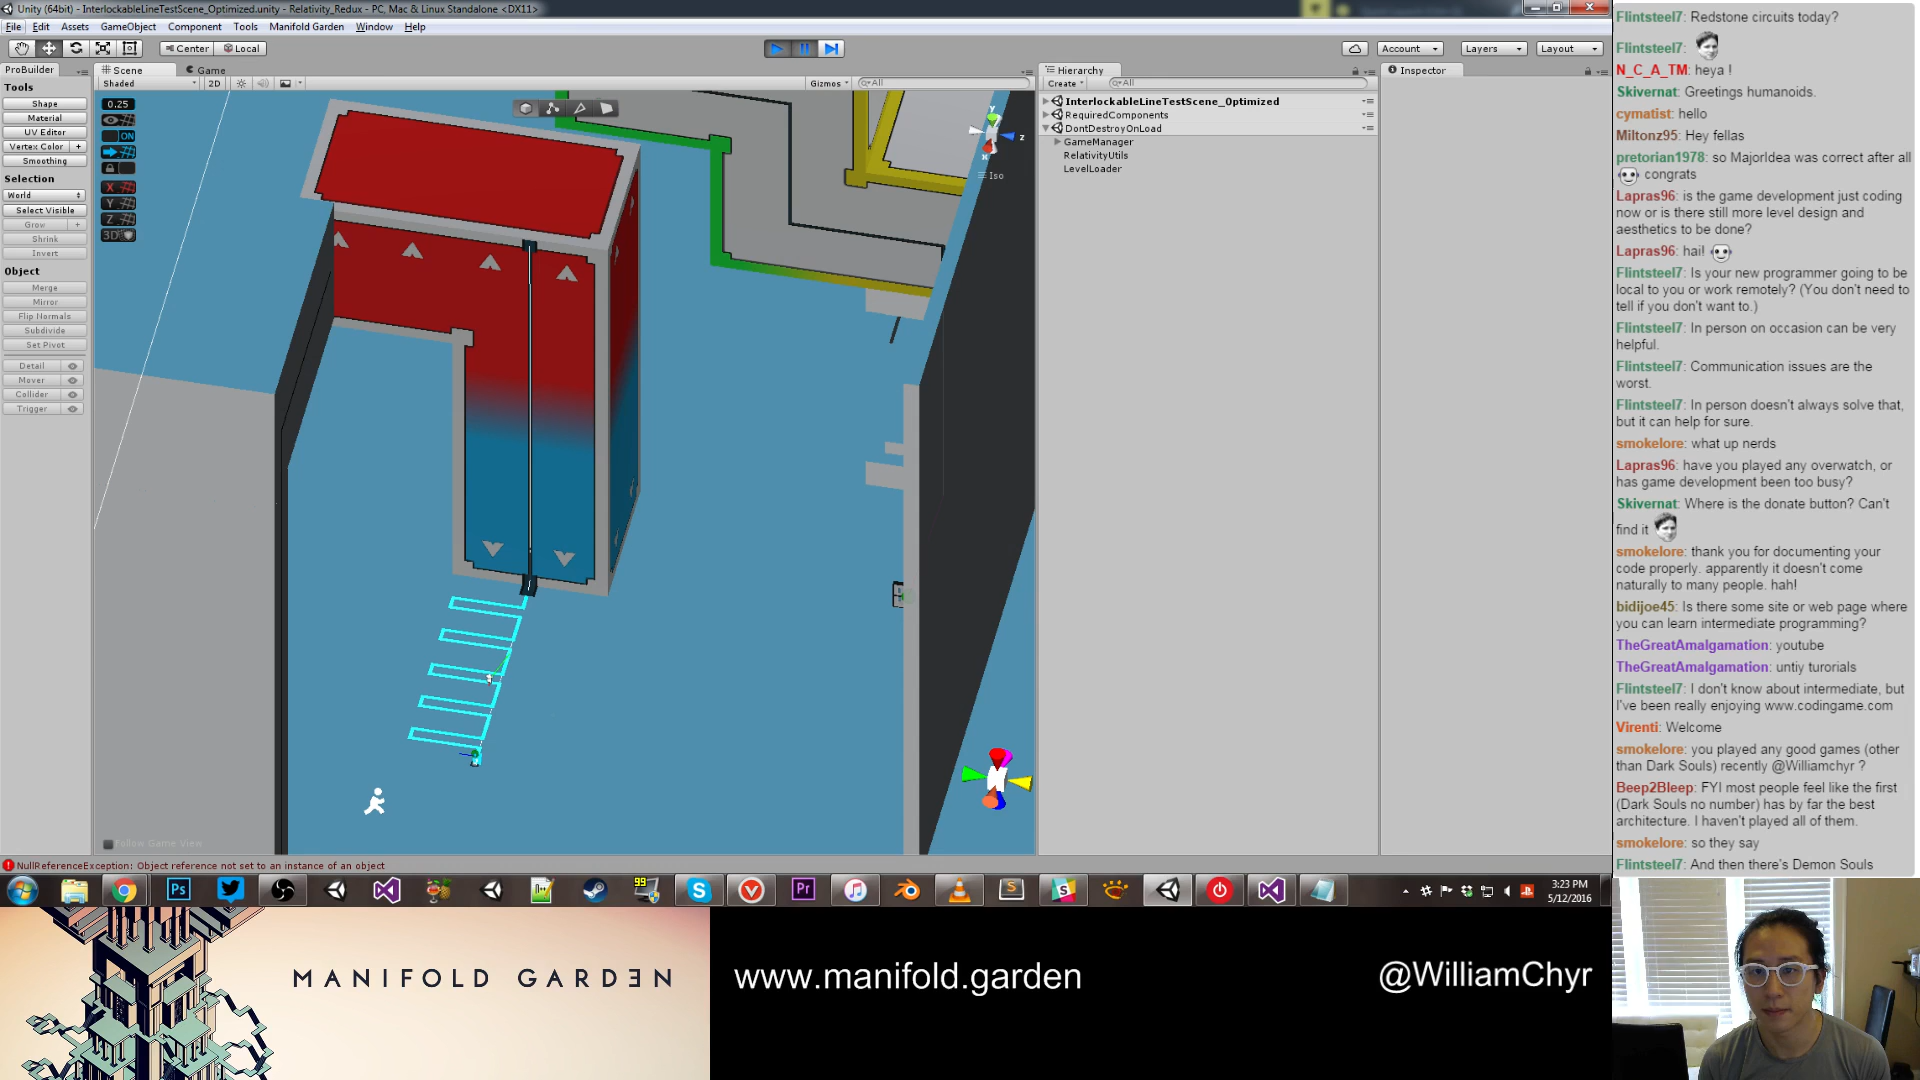 Unity (64bit) - InterlockableLineTestScene_Optimized.unity - Relativity_Redux - PC, Mac & Linux Standalone <DX11>
File Edit Assets GameObject Component Tools Manifold Garden Window Help
Center Local Account Layers Layout
ProBuilder Scene Game Hierarchy Inspector
Shaded 2D Gizmos All Create All
Tools
Shape
Material
UV Editor
Vertex Color +
Smoothing
Selection
World
Select Visible
Grow +
Shrink
Invert
Object
Merge
Mirror
Flip Normals
Subdivide
Set Pivot
Detail
Mover
Collider
Trigger
0.25
ON
X
Y
Z
3D
y
z
x
Iso
Follow Game View
InterlockableLineTestScene_Optimized
RequiredComponents
DontDestroyOnLoad
GameManager
RelativityUtils
LevelLoader
NullReferenceException: Object reference not set to an instance of an object
Ps
99
Pr
3:23 PM
5/12/2016
MANIFOLD GARDƎN
www.manifold.garden
@WilliamChyr
Flintsteel7: Redstone circuits today?
Flintsteel7:
N_C_A_TM: heya !
Skivernat: Greetings humanoids.
cymatist: hello
Miltonz95: Hey fellas
pretorian1978: so MajorIdea was correct after all
congrats
Lapras96: is the game development just coding
now or is there still more level design and
aesthetics to be done?
Lapras96: hai!
Flintsteel7: Is your new programmer going to be
local to you or work remotely? (You don't need to
tell if you don't want to.)
Flintsteel7: In person on occasion can be very
helpful.
Flintsteel7: Communication issues are the
worst.
Flintsteel7: In person doesn't always solve that,
but it can help for sure.
smokelore: what up nerds
Lapras96: have you played any overwatch, or
has game development been too busy?
Skivernat: Where is the donate button? Can't
find it
smokelore: thank you for documenting your
code properly. apparently it doesn't come
naturally to many people. hah!
bidijoe45: Is there some site or web page where
you can learn intermediate programming?
TheGreatAmalgamation: youtube
TheGreatAmalgamation: untiy turorials
Flintsteel7: I don't know about intermediate, but
I've been really enjoying www.codingame.com
Virenti: Welcome
smokelore: you played any good games (other
than Dark Souls) recently @Williamchyr ?
Beep2Bleep: FYI most people feel like the first
(Dark Souls no number) has by far the best
architecture. I haven't played all of them.
smokelore: so they say
Flintsteel7: And then there's Demon Souls